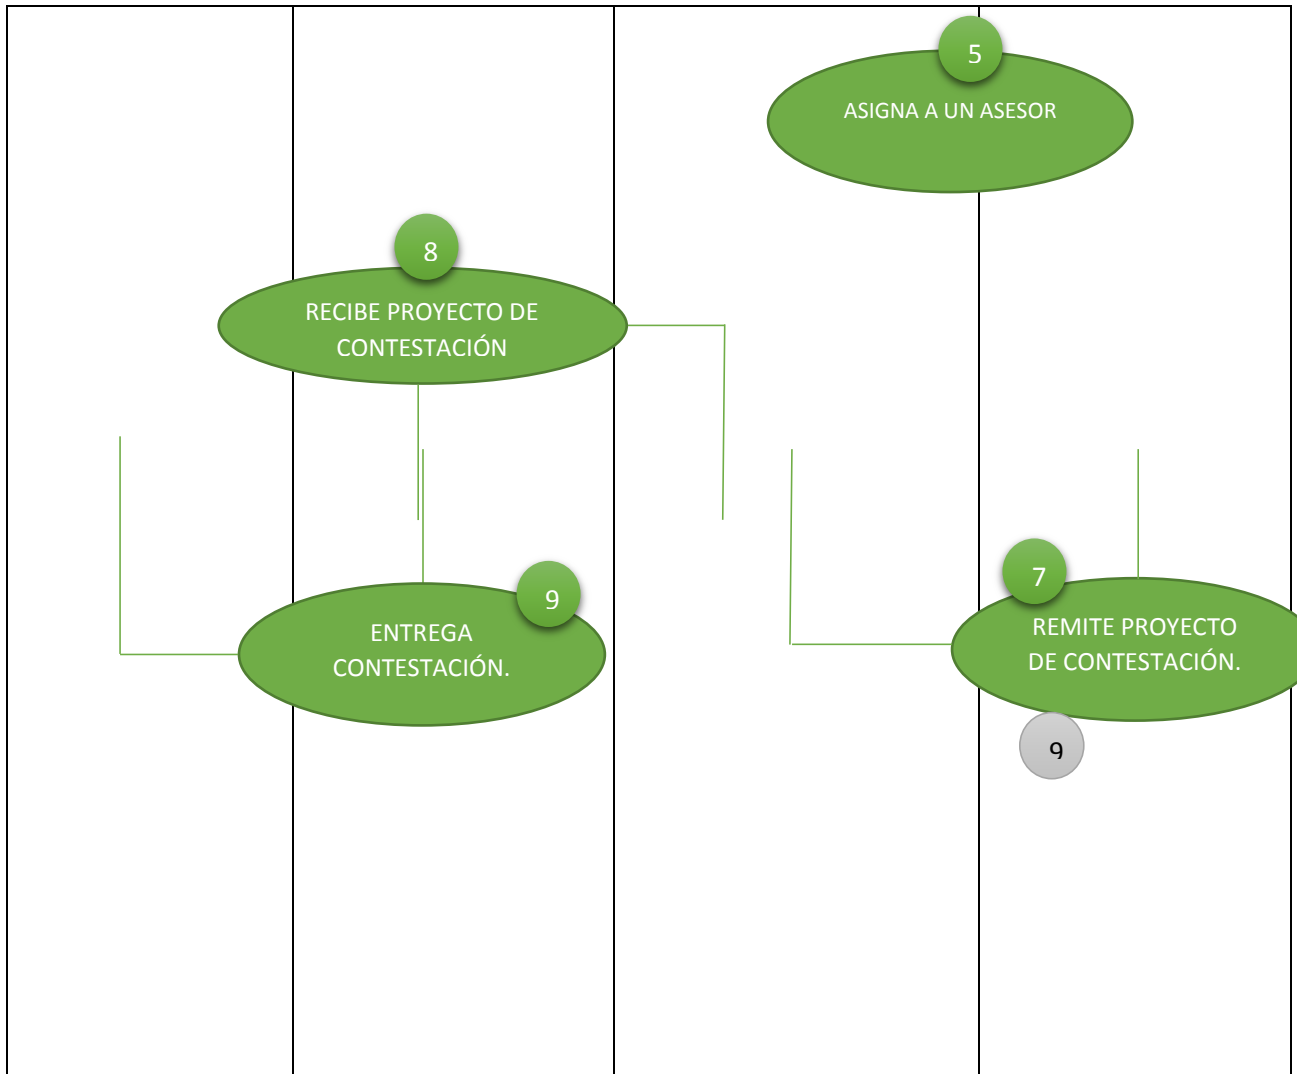 5
ASIGNA A UN ASESOR
8
RECIBE PROYECTO DE
CONTESTACIÓN
9
ENTREGA
CONTESTACIÓN.
7
REMITE PROYECTO
DE CONTESTACIÓN.
9